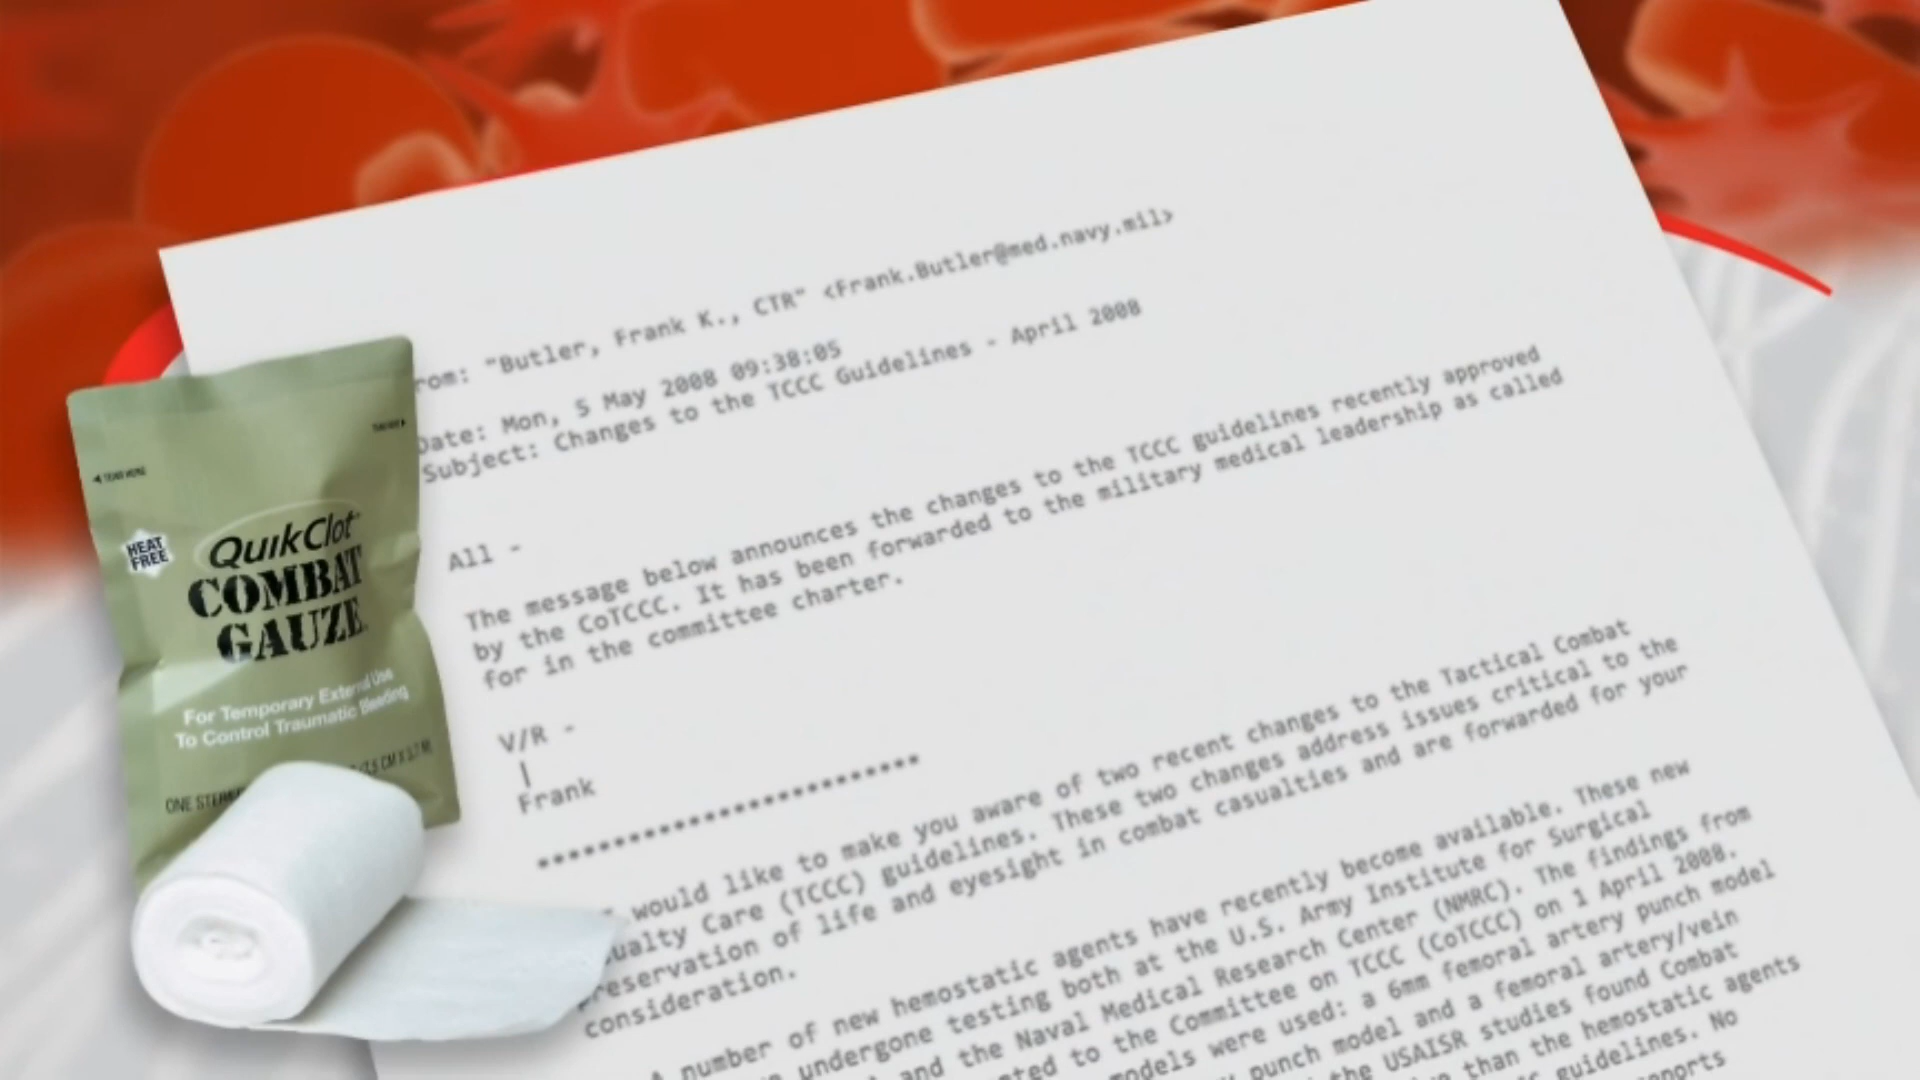 rom: "Butler, Frank K., CTR" <Frank.Butler@med.navy.mil>
Date: Mon, 5 May 2008 09:38:05
Subject: Changes to the TCCC Guidelines - April 2008
All -
The message below announces the changes to the TCCC guidelines recently approved
by the CoTCCC. It has been forwarded to the military medical leadership as called
for in the committee charter.
V/R -
|
Frank
would like to make you aware of two recent changes to the Tactical Combat
ualty Care (TCCC) guidelines. These two changes address issues critical to the
reservation of life and eyesight in combat casualties and are forwarded for your
consideration.
A number of new hemostatic agents have recently become available. These new
undergone testing both at the U.S. Army Institute for Surgical
and the Naval Medical Research Center (NMRC). The findings from
nted to the Committee on TCCC (CoTCCC) on 1 April 2008.
models were used: a 6mm femoral artery punch model
punch model and a femoral artery/vein
the USAISR studies found Combat
than the hemostatic agents
guidelines. No
ports
TEAR HERE
HEAT
FREE
QuikClot
COMBAT
GAUZE
For Temporary External Use
To Control Traumatic Bleeding
ONE STER